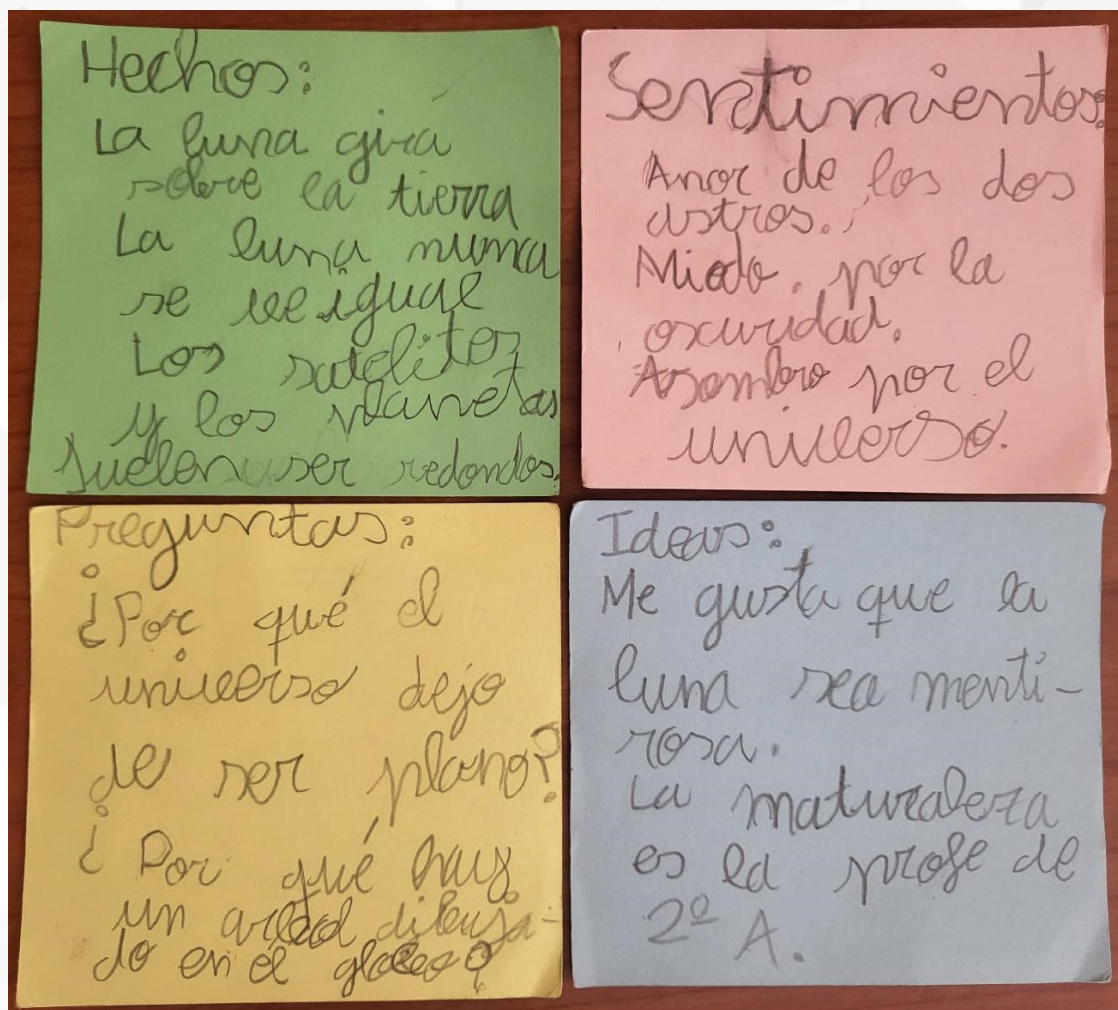 Hechos:
La luna gira
sobre la tierra
La luna nunca
se ve igual
Los satelites
y los planetas
suelen ser redondos.
Sentimientos:
Amor de los dos
astros.
Miedo. por la
oscuridad.
Asombro por el
universo.
Preguntas:
¿Por qué el
universo dejo
de ser plano?
¿Por qué hay
un arbol dibuja-
do en el globo?
Ideas:
Me gusta que la
luna sea menti-
rosa.
La naturaleza
es la profe de
2º A.